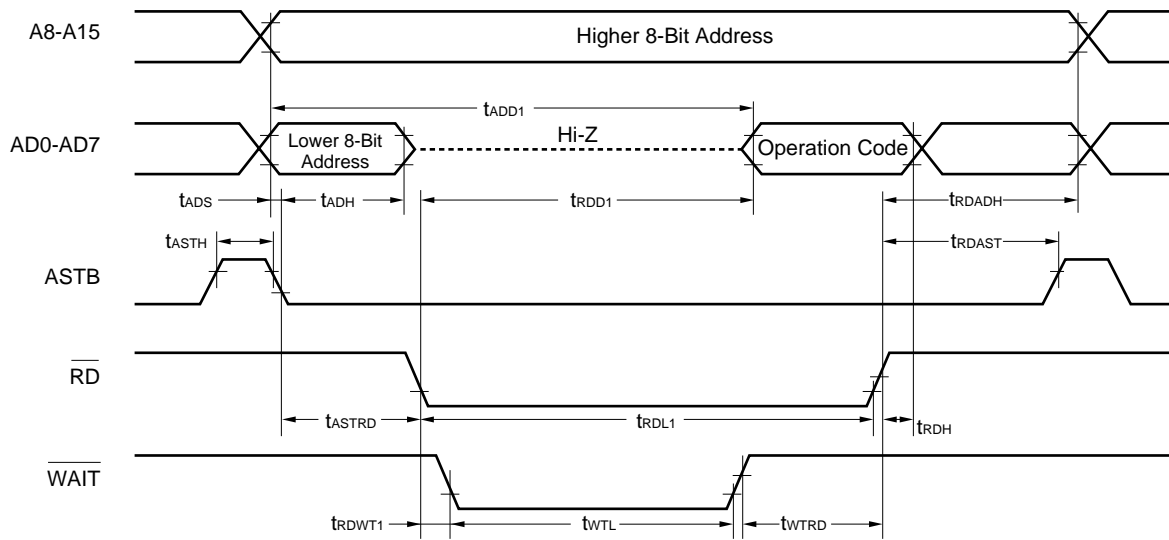 A8-A15
Higher 8-Bit Address
tADD1
AD0-AD7
Lower 8-Bit
Address
Hi-Z
Operation Code
tADS
tADH
tRDD1
tRDADH
tASTH
tRDAST
ASTB
RD
tASTRD
tRDL1
tRDH
WAIT
tRDWT1
tWTL
tWTRD